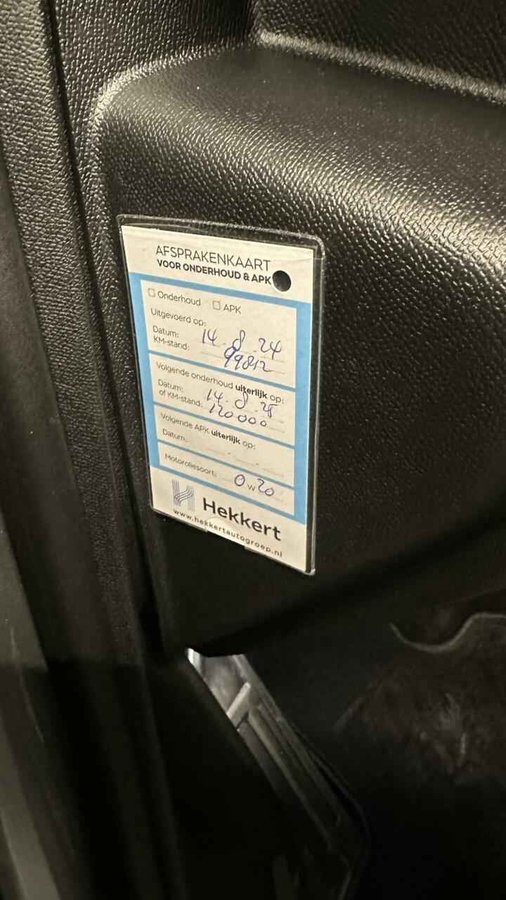 AFSPRAKENKAART
VOOR ONDERHOUD & APK
Onderhoud APK
Uitgevoerd op:
Datum: 14.8.24
KM-stand: 99812
Volgende onderhoud uiterlijk op:
Datum: 14.8.25
of KM-stand: 120000
Volgende APK uiterlijk op:
Datum:
Motoroliesoort: 0w20
Hekkert
www.hekkertautogroep.nl